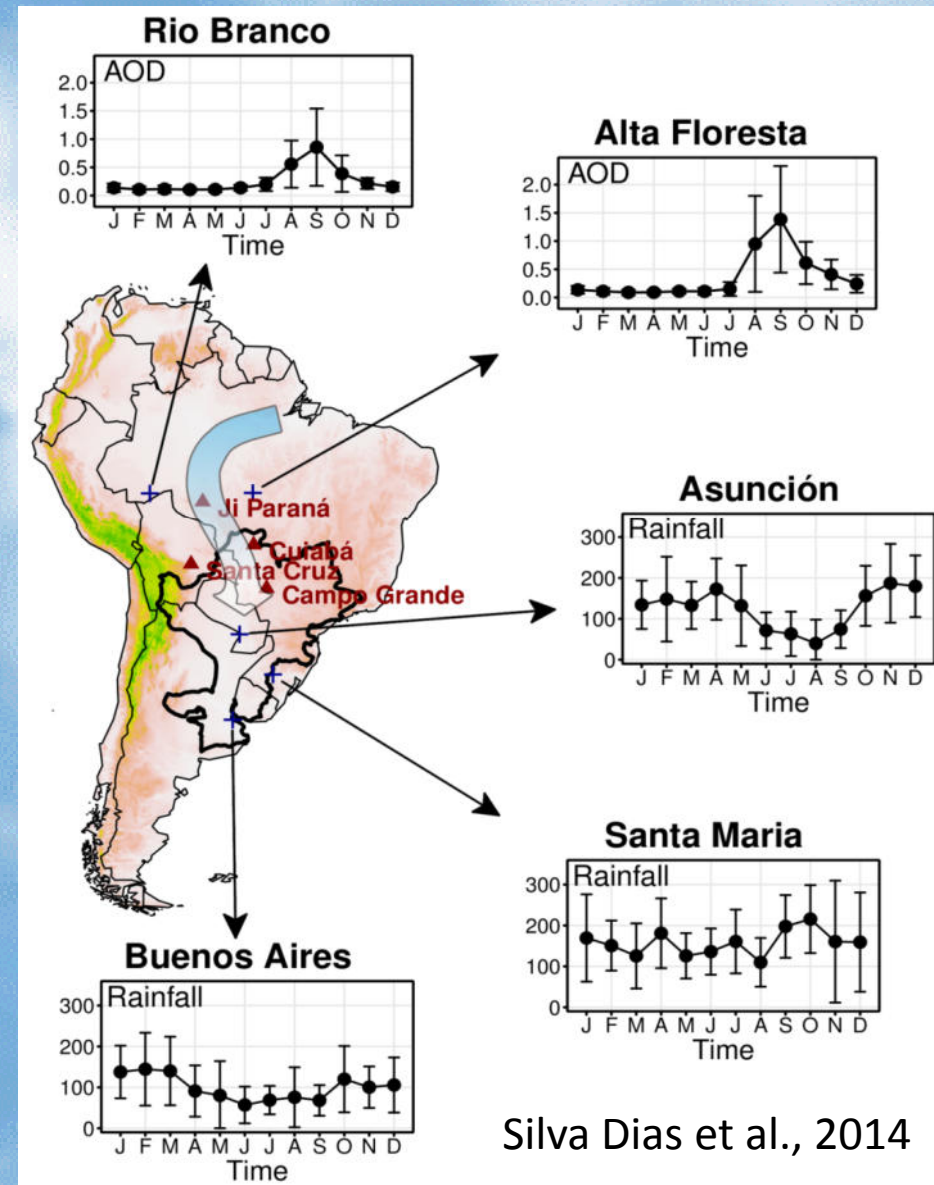 Rio Branco
AOD
2.0
1.5
1.0
0.5
0.0
J F M A M J J A S O N D
Time
Alta Floresta
AOD
2.0
1.5
1.0
0.5
0.0
J F M A M J J A S O N D
Time
Ji Paraná
Cuiabá
Santa Cruz
Campo Grande
Asunción
Rainfall
300
200
100
0
J F M A M J J A S O N D
Time
Santa Maria
Rainfall
300
200
100
0
J F M A M J J A S O N D
Time
Buenos Aires
Rainfall
300
200
100
0
J F M A M J J A S O N D
Time
Silva Dias et al., 2014